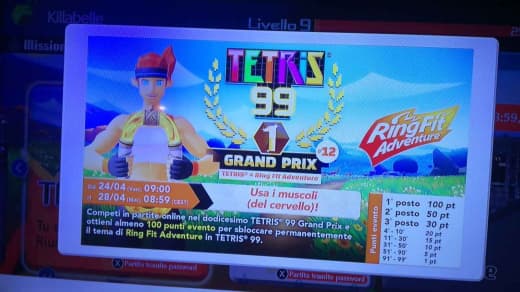 Killabelle
Livello 9
Mission
TETRIS
99
1
#12
GRAND PRIX
TETRIS® × Ring Fit Adventure
Ring Fit
Adventure
24/04 09:00
28/04 08:59 (CEST)
Usa i muscoli
(del cervello)!
Competi in partite online nel dodicesimo TETRIS® 99 Grand Prix e
ottieni almeno 100 punti evento per sbloccare permanentemente
il tema di Ring Fit Adventure in TETRIS® 99.
Punti evento
1° posto 100 pt
2° posto 50 pt
3° posto 30 pt
4° - 10° 20 pt
11° - 30° 15 pt
31° - 50° 10 pt
51° - 90° 5 pt
91° - 99° 1 pt
X Partita tramite password
X Partita tramite password